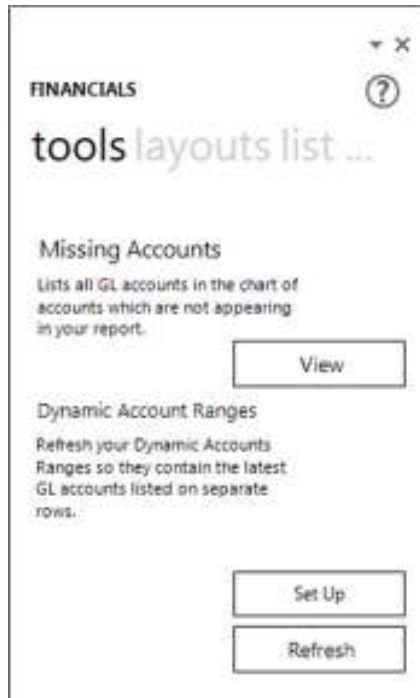 FINANCIALS
?
tools layouts list ...
Missing Accounts
Lists all GL accounts in the chart of
accounts which are not appearing
in your report.
View
Dynamic Account Ranges
Refresh your Dynamic Accounts
Ranges so they contain the latest
GL accounts listed on separate
rows.
Set Up
Refresh